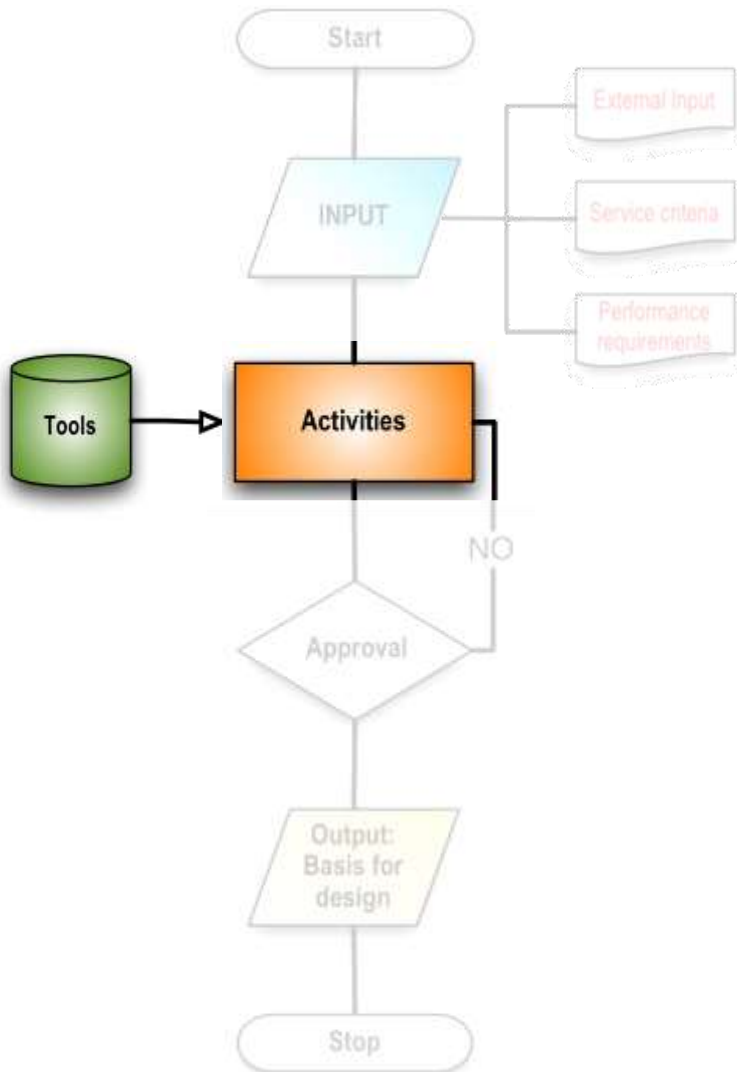 Start
External Input
INPUT
Service criteria
Performance
requirements
Tools
Activities
NO
Approval
Output:
Basis for
design
Stop